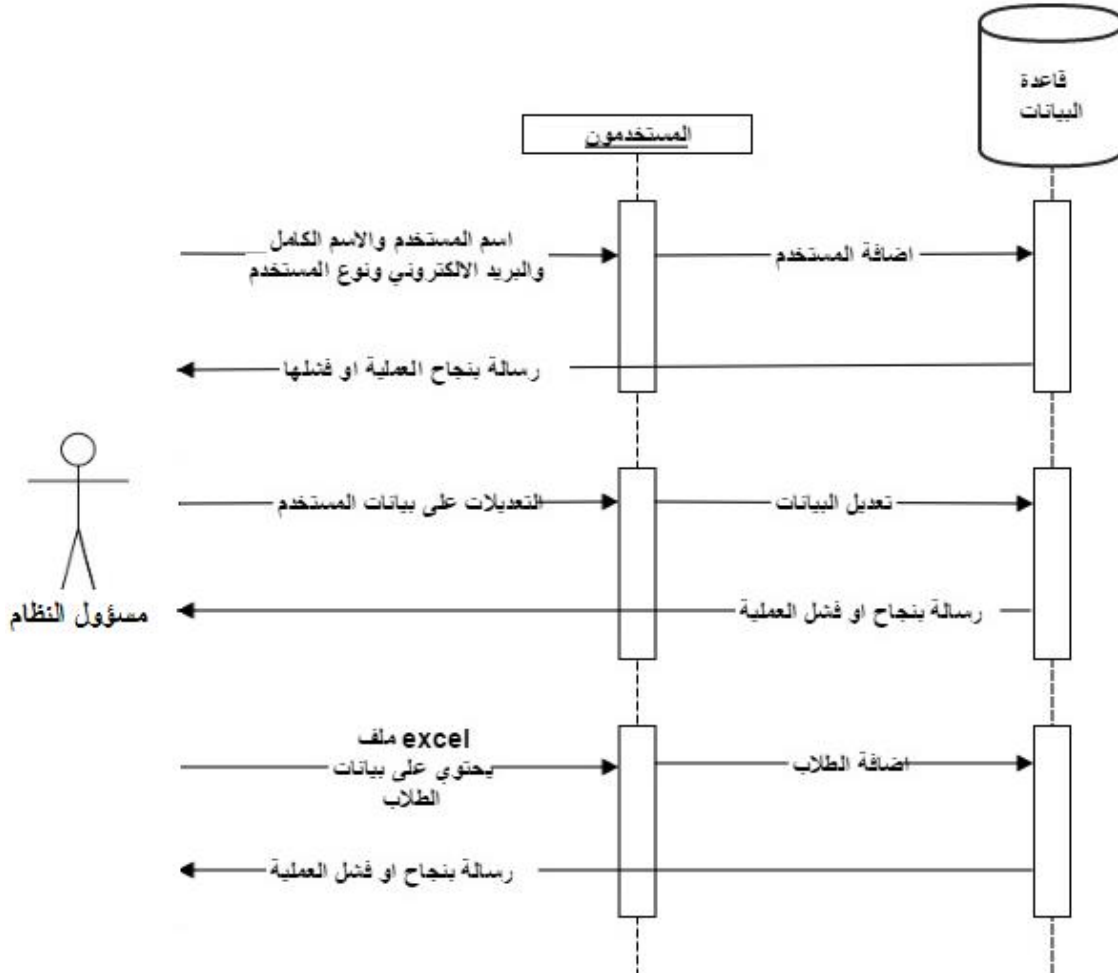 قاعدة
البيانات
المستخدمون
اسم المستخدم والاسم الكامل
والبريد الالكتروني ونوع المستخدم
اضافة المستخدم
رسالة بنجاح العملية او فشلها
التعديلات على بيانات المستخدم
تعديل البيانات
مسؤول النظام
رسالة بنجاح او فشل العملية
ملف excel
يحتوي على بيانات
الطلاب
اضافة الطلاب
رسالة بنجاح او فشل العملية